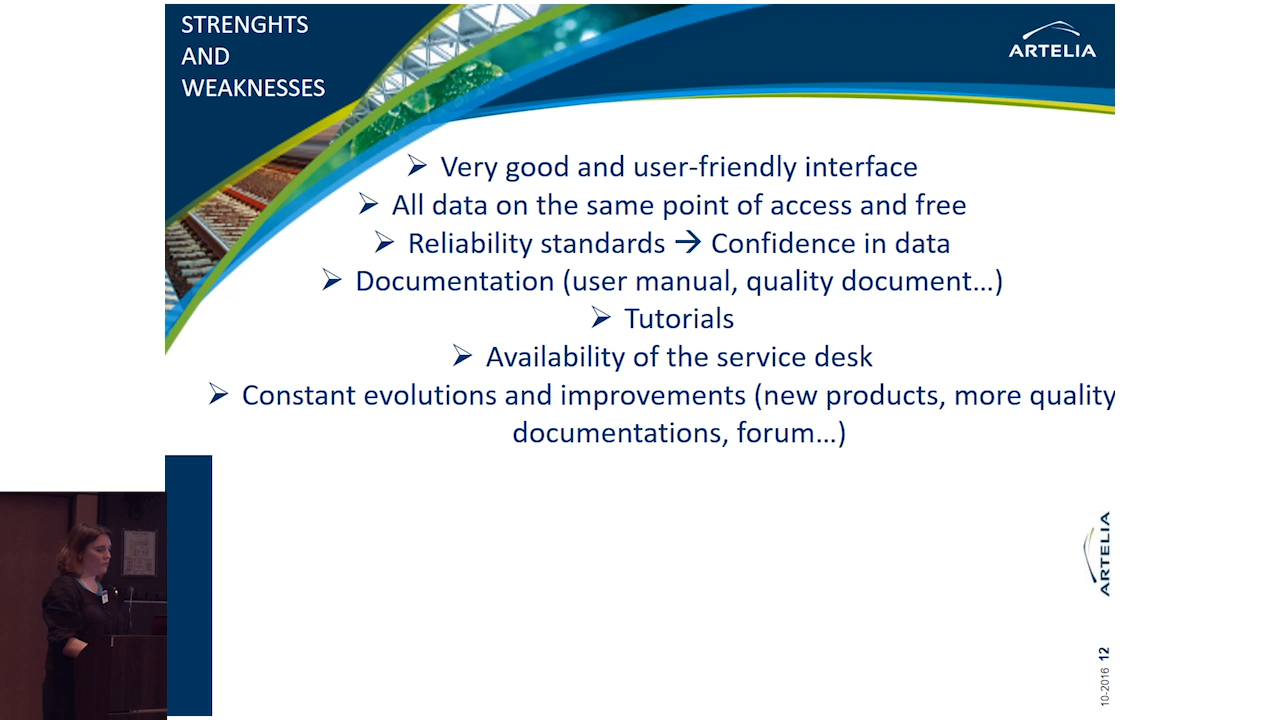 STRENGHTS
AND
WEAKNESSES
ARTELIA
➢ Very good and user-friendly interface
➢ All data on the same point of access and free
➢ Reliability standards → Confidence in data
➢ Documentation (user manual, quality document...)
➢ Tutorials
➢ Availability of the service desk
➢ Constant evolutions and improvements (new products, more quality
documentations, forum...)
ARTELIA
10-2016 12